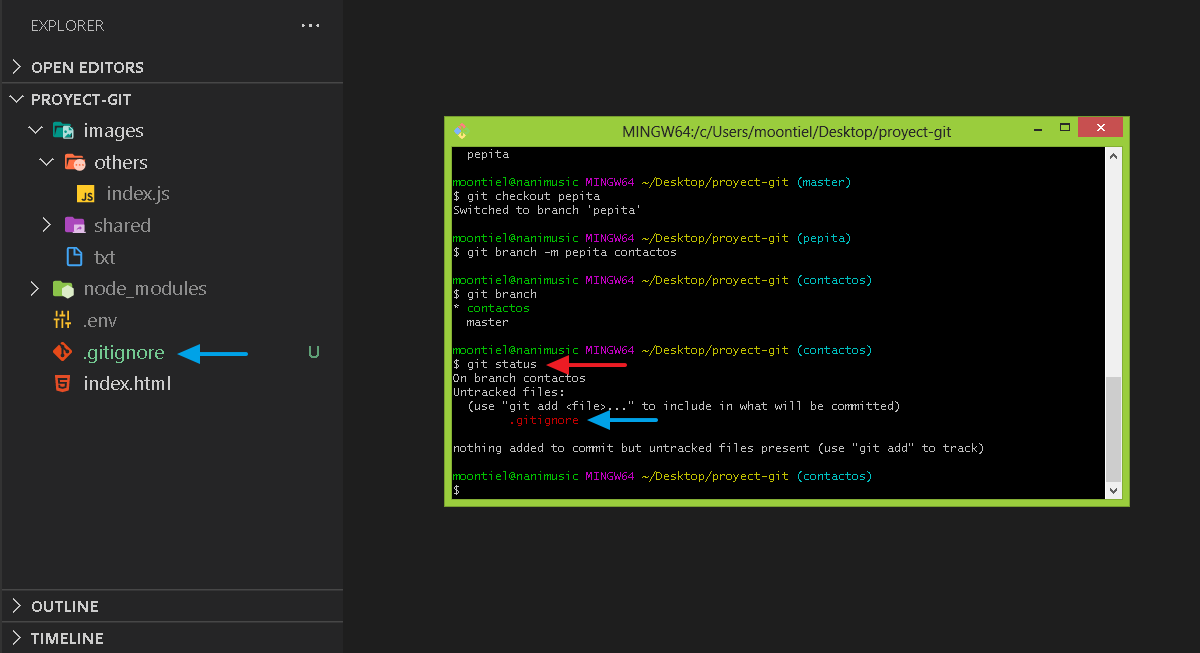 EXPLORER
OPEN EDITORS
PROYECT-GIT
images
others
JS index.js
shared
txt
node_modules
.env
.gitignore U
5 index.html
OUTLINE
TIMELINE
MINGW64:/c/Users/moontiel/Desktop/proyect-git
pepita
moontiel@nanimusic MINGW64 ~/Desktop/proyect-git (master)
$ git checkout pepita
Switched to branch 'pepita'
moontiel@nanimusic MINGW64 ~/Desktop/proyect-git (pepita)
$ git branch -m pepita contactos
moontiel@nanimusic MINGW64 ~/Desktop/proyect-git (contactos)
$ git branch
* contactos
master
moontiel@nanimusic MINGW64 ~/Desktop/proyect-git (contactos)
$ git status
On branch contactos
Untracked files:
(use "git add <file>..." to include in what will be committed)
.gitignore
nothing added to commit but untracked files present (use "git add" to track)
moontiel@nanimusic MINGW64 ~/Desktop/proyect-git (contactos)
$